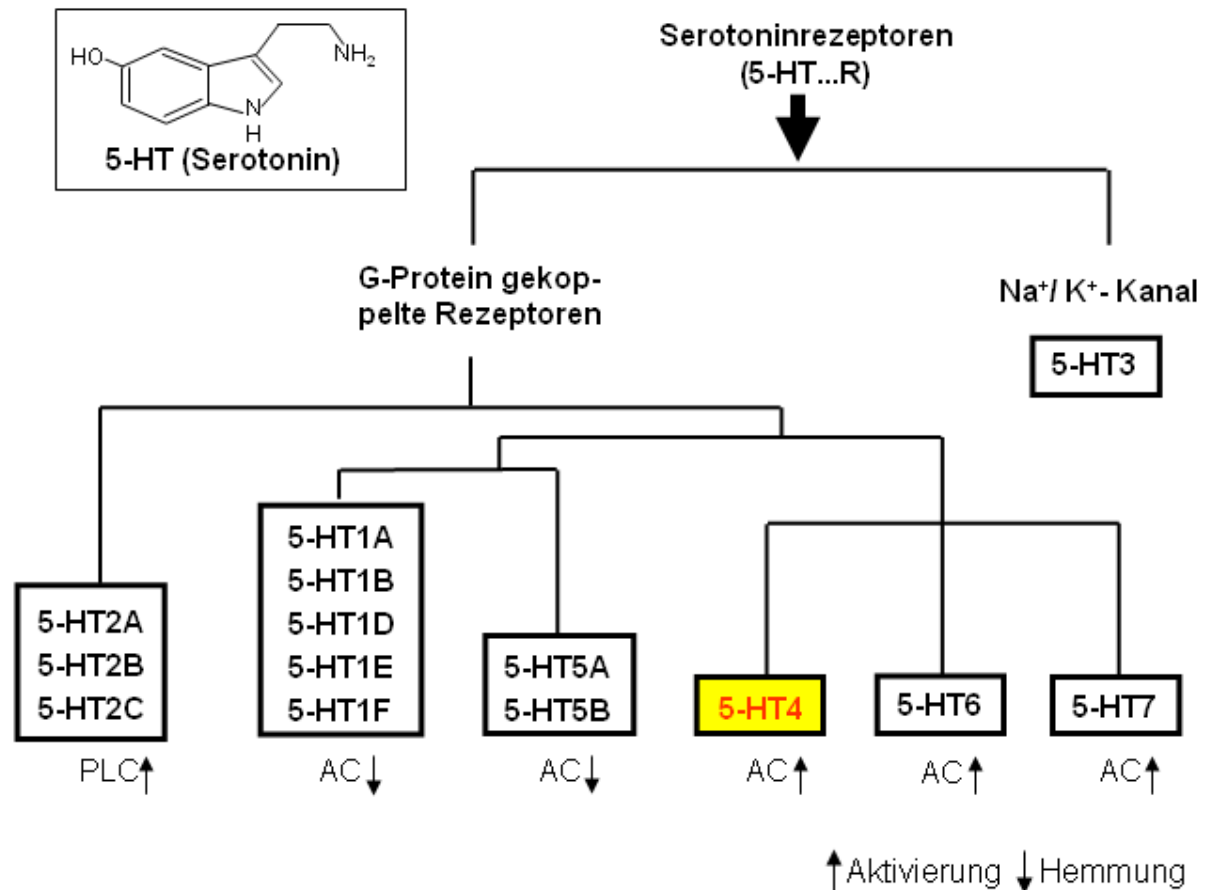 HO
NH₂
N
H
5-HT (Serotonin)
Serotoninrezeptoren
(5-HT...R)
G-Protein gekop-
pelte Rezeptoren
Na⁺/ K⁺- Kanal
5-HT3
5-HT2A
5-HT2B
5-HT2C
PLC↑
5-HT1A
5-HT1B
5-HT1D
5-HT1E
5-HT1F
AC↓
5-HT5A
5-HT5B
AC↓
5-HT4
AC↑
5-HT6
AC↑
5-HT7
AC↑
↑Aktivierung ↓Hemmung